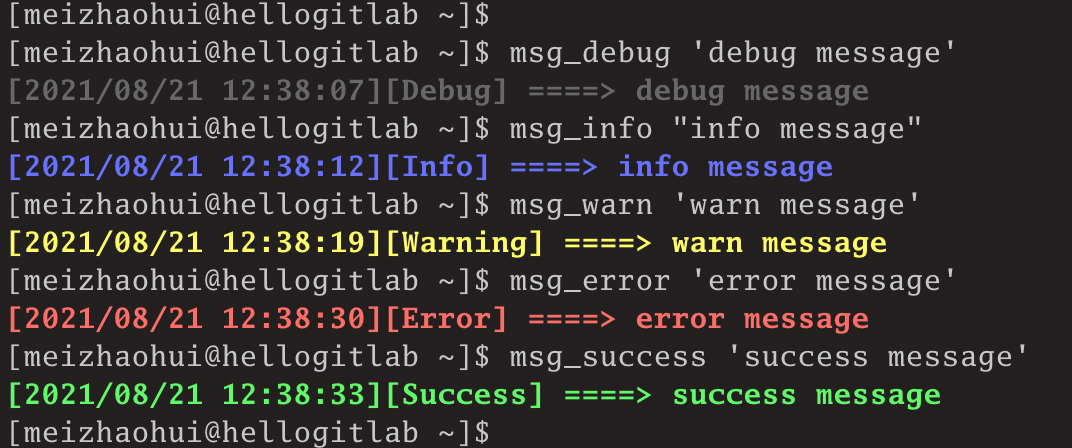 [meizhaohui@hellogitlab ~]$
[meizhaohui@hellogitlab ~]$ msg_debug 'debug message'
[2021/08/21 12:38:07][Debug] ====> debug message
[meizhaohui@hellogitlab ~]$ msg_info "info message"
[2021/08/21 12:38:12][Info] ====> info message
[meizhaohui@hellogitlab ~]$ msg_warn 'warn message'
[2021/08/21 12:38:19][Warning] ====> warn message
[meizhaohui@hellogitlab ~]$ msg_error 'error message'
[2021/08/21 12:38:30][Error] ====> error message
[meizhaohui@hellogitlab ~]$ msg_success 'success message'
[2021/08/21 12:38:33][Success] ====> success message
[meizhaohui@hellogitlab ~]$